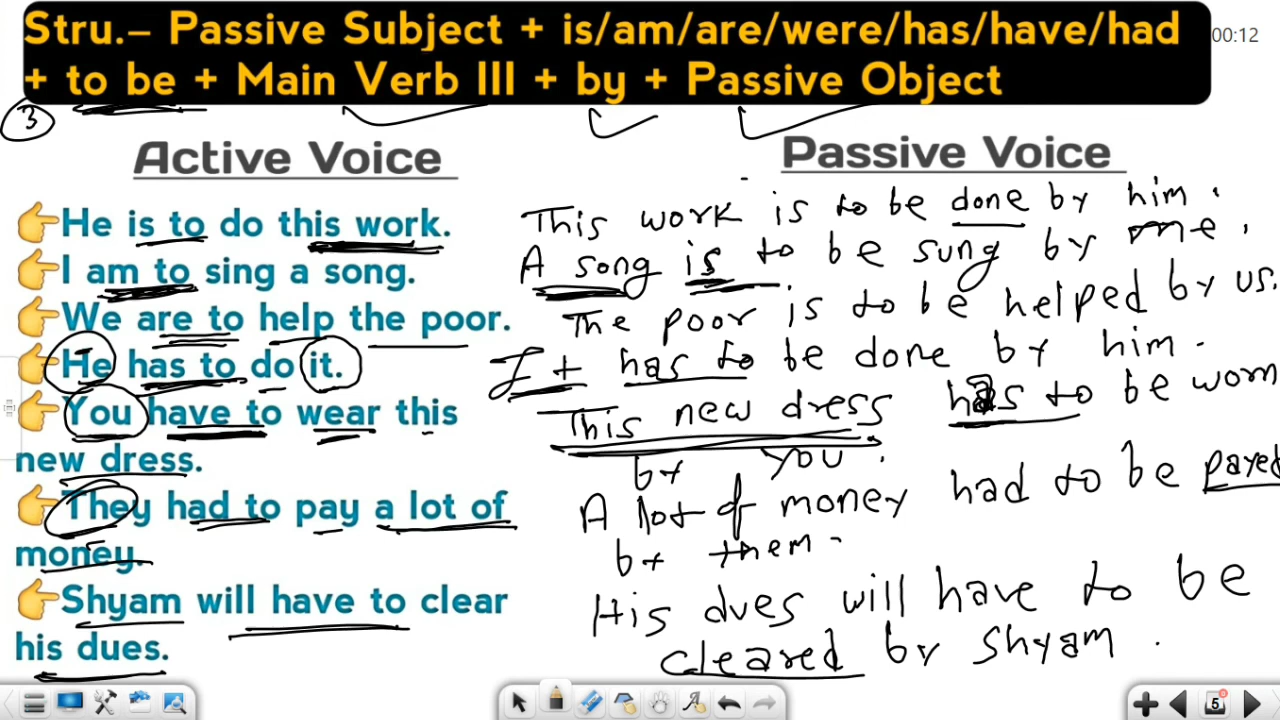 Stru.– Passive Subject + is/am/are/were/has/have/had
+ to be + Main Verb III + by + Passive Object
00:12
3
Active Voice
He is to do this work.
I am to sing a song.
We are to help the poor.
He has to do it.
You have to wear this
new dress.
They had to pay a lot of
money.
Shyam will have to clear
his dues.
Passive Voice
This work is to be done by him.
A song is to be sung by me.
The poor is to be helped by us.
It has to be done by him.
This new dress has to be worn
by you.
A lot of money had to be payed
by them.
His dues will have to be
cleared by Shyam.
5